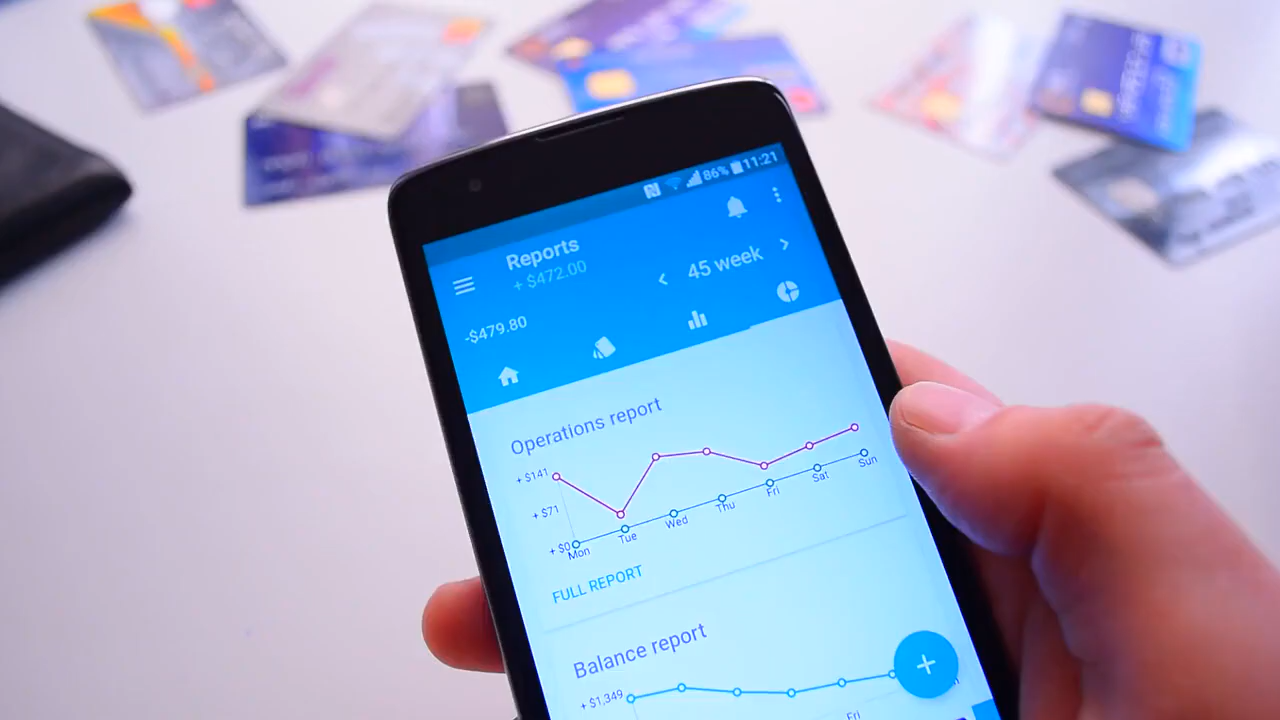 86% 11:21
Reports
+ $472.00
45 week
-$479.80
Operations report
+ $141
+ $71
+ $0
Mon Tue Wed Thu Fri Sat Sun
FULL REPORT
Balance report
+ $1,349
Fri